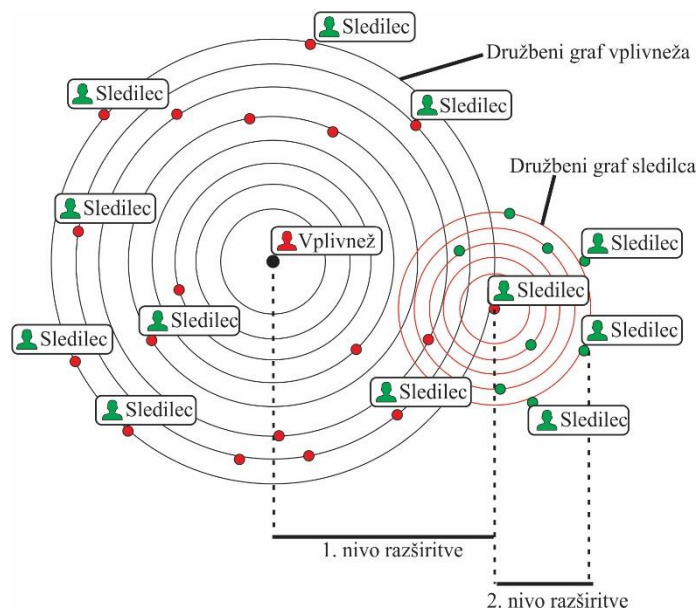 Sledilec
Družbeni graf vplivneža
Sledilec
Sledilec
Družbeni graf sledilca
Sledilec
Vplivnež
Sledilec
Sledilec
Sledilec
Sledilec
Sledilec
Sledilec
Sledilec
Sledilec
1. nivo razširitve
2. nivo razširitve